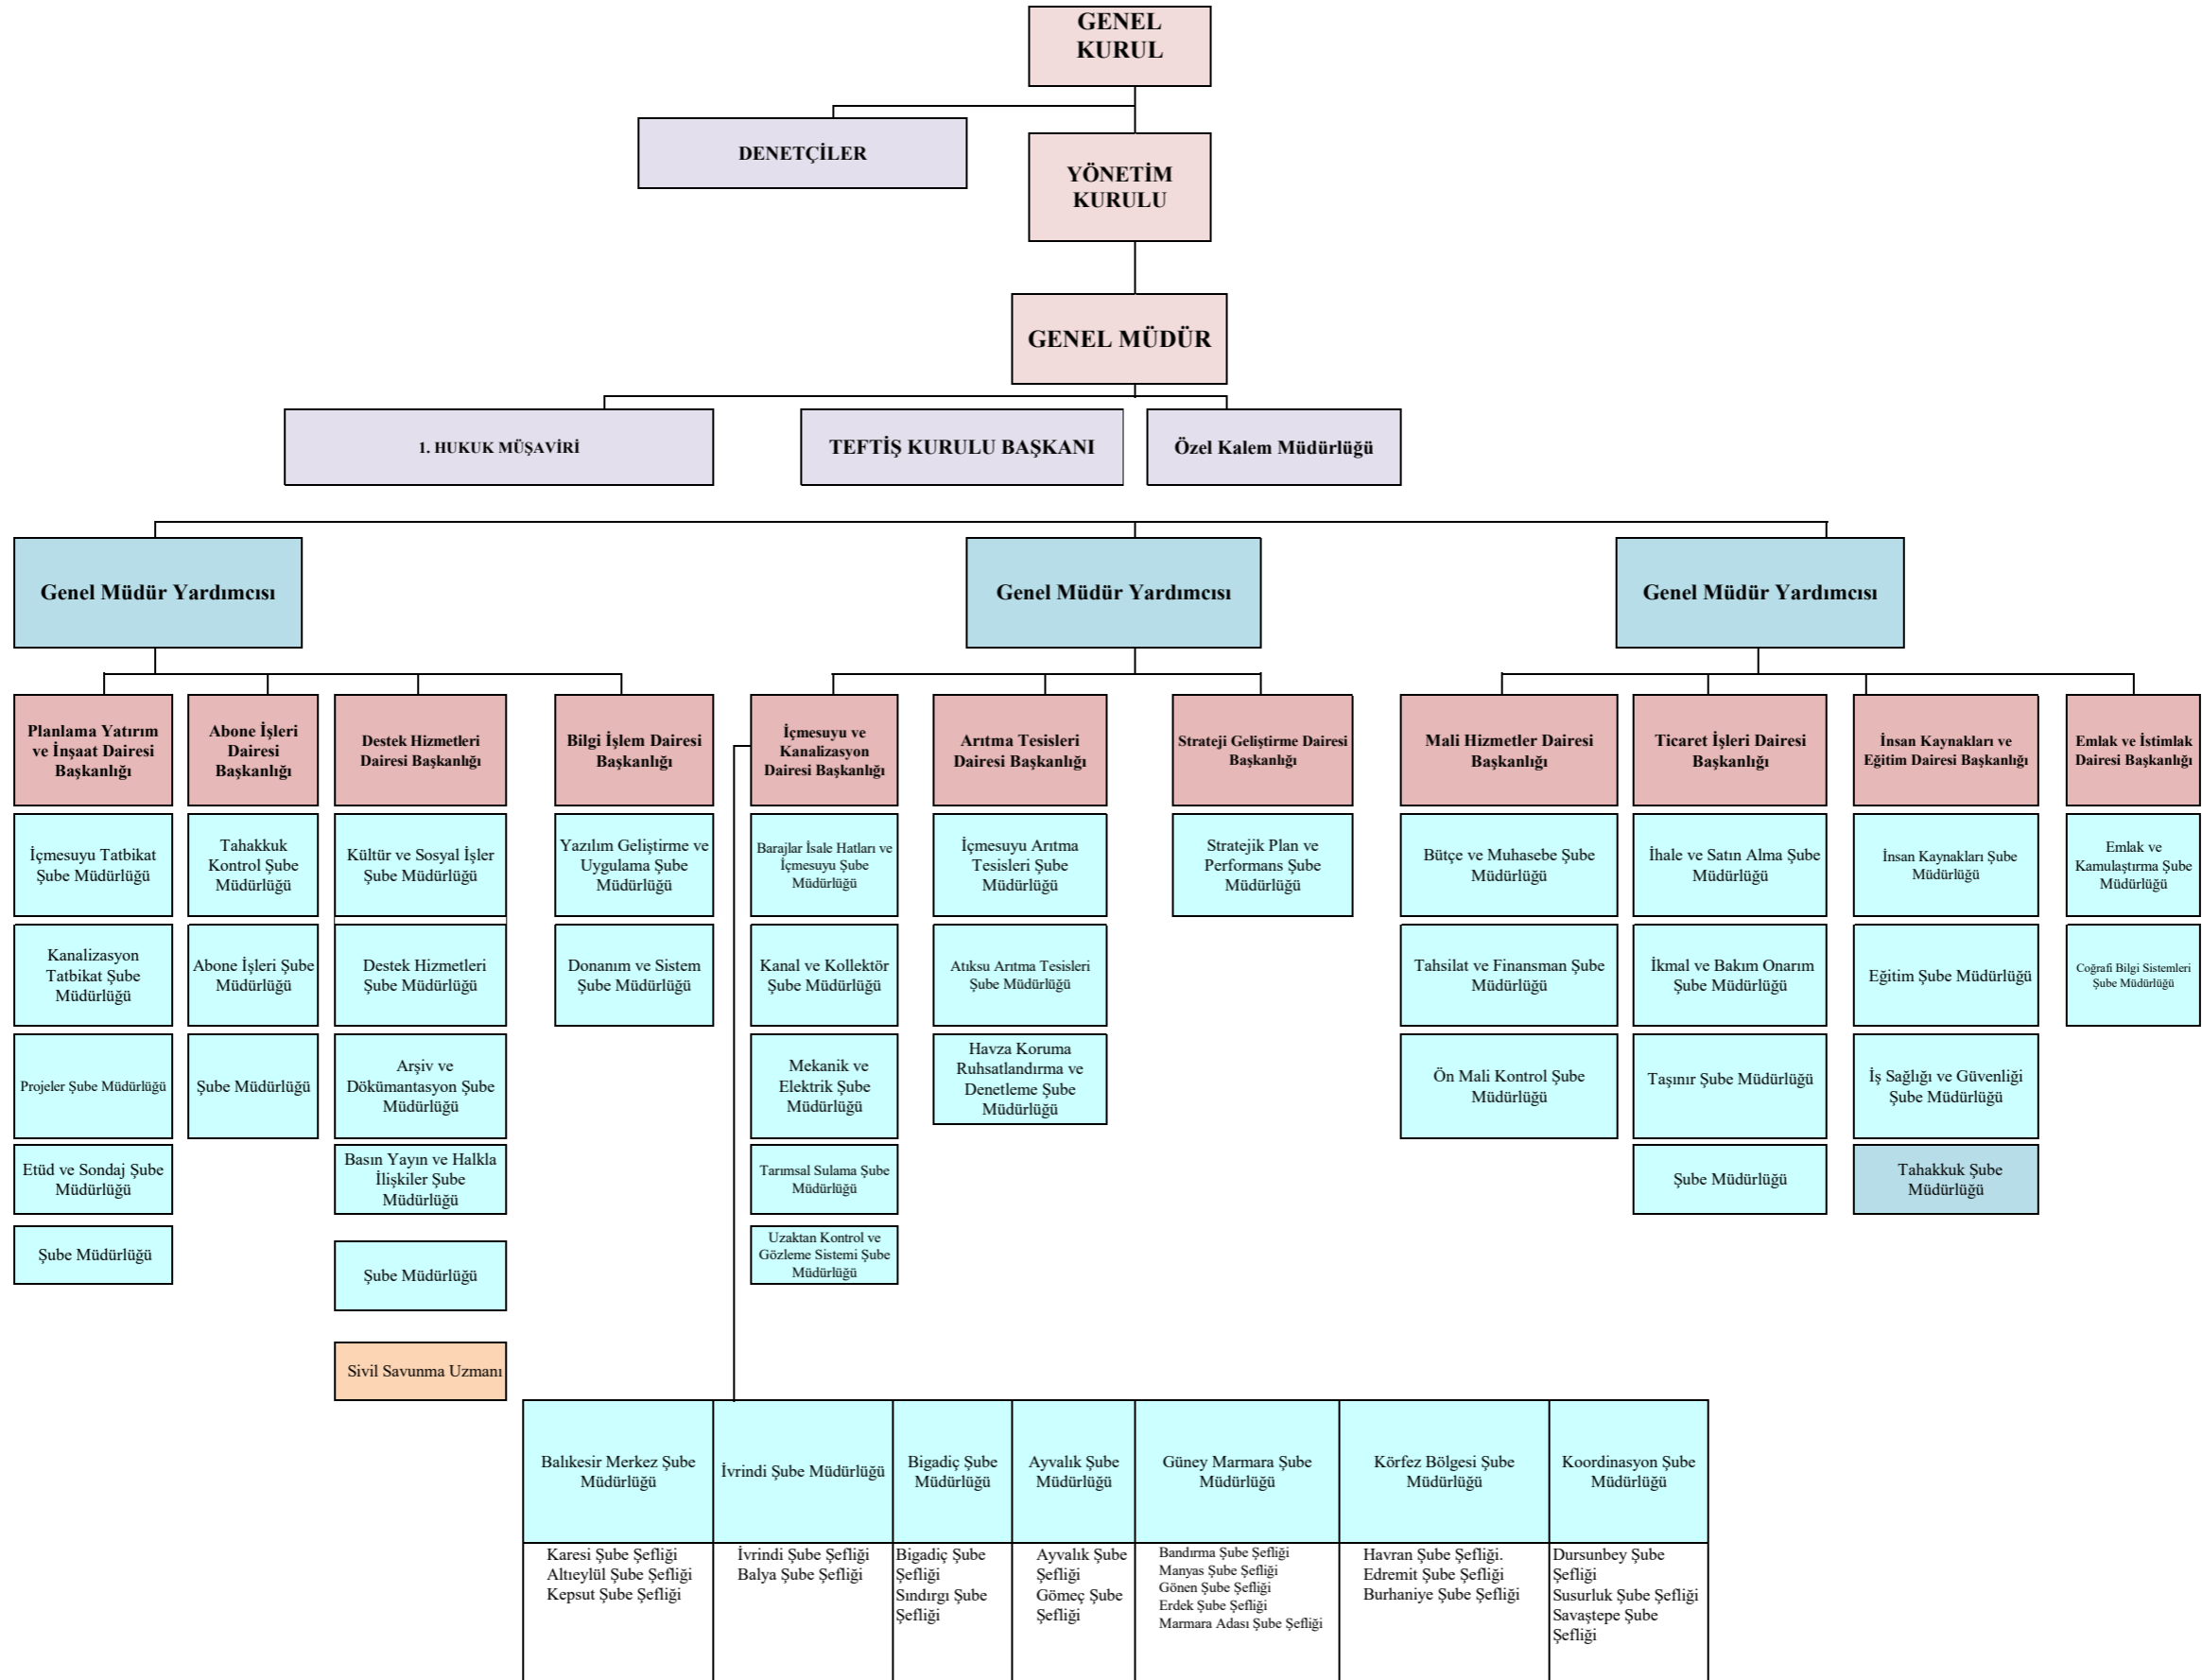 GENEL
KURUL
DENETÇİLER
YÖNETİM
KURULU
GENEL MÜDÜR
1. HUKUK MÜŞAVİRİ
TEFTİŞ KURULU BAŞKANI
Özel Kalem Müdürlüğü
Genel Müdür Yardımcısı
Genel Müdür Yardımcısı
Genel Müdür Yardımcısı
Planlama Yatırım
ve İnşaat Dairesi
Başkanlığı
Abone İşleri
Dairesi
Başkanlığı
Destek Hizmetleri
Dairesi Başkanlığı
Bilgi İşlem Dairesi
Başkanlığı
İçmesuyu ve
Kanalizasyon
Dairesi Başkanlığı
Arıtma Tesisleri
Dairesi Başkanlığı
Strateji Geliştirme Dairesi
Başkanlığı
Mali Hizmetler Dairesi
Başkanlığı
Ticaret İşleri Dairesi
Başkanlığı
İnsan Kaynakları ve
Eğitim Dairesi Başkanlığı
Emlak ve İstimlak
Dairesi Başkanlığı
İçmesuyu Tatbikat
Şube Müdürlüğü
Tahakkuk
Kontrol Şube
Müdürlüğü
Kültür ve Sosyal İşler
Şube Müdürlüğü
Yazılım Geliştirme ve
Uygulama Şube
Müdürlüğü
Barajlar İsale Hatları ve
İçmesuyu Şube
Müdürlüğü
İçmesuyu Arıtma
Tesisleri Şube
Müdürlüğü
Stratejik Plan ve
Performans Şube
Müdürlüğü
Bütçe ve Muhasebe Şube
Müdürlüğü
İhale ve Satın Alma Şube
Müdürlüğü
İnsan Kaynakları Şube
Müdürlüğü
Emlak ve
Kamulaştırma Şube
Müdürlüğü
Kanalizasyon
Tatbikat Şube
Müdürlüğü
Abone İşleri Şube
Müdürlüğü
Destek Hizmetleri
Şube Müdürlüğü
Donanım ve Sistem
Şube Müdürlüğü
Kanal ve Kollektör
Şube Müdürlüğü
Atıksu Arıtma Tesisleri
Şube Müdürlüğü
Tahsilat ve Finansman Şube
Müdürlüğü
İkmal ve Bakım Onarım
Şube Müdürlüğü
Eğitim Şube Müdürlüğü
Coğrafi Bilgi Sistemleri
Şube Müdürlüğü
Projeler Şube Müdürlüğü
Şube Müdürlüğü
Arşiv ve
Dökümantasyon Şube
Müdürlüğü
Mekanik ve
Elektrik Şube
Müdürlüğü
Havza Koruma
Ruhsatlandırma ve
Denetleme Şube
Müdürlüğü
Ön Mali Kontrol Şube
Müdürlüğü
Taşınır Şube Müdürlüğü
İş Sağlığı ve Güvenliği
Şube Müdürlüğü
Etüd ve Sondaj Şube
Müdürlüğü
Basın Yayın ve Halkla
İlişkiler Şube
Müdürlüğü
Tarımsal Sulama Şube
Müdürlüğü
Şube Müdürlüğü
Tahakkuk Şube
Müdürlüğü
Şube Müdürlüğü
Şube Müdürlüğü
Uzaktan Kontrol ve
Gözleme Sistemi Şube
Müdürlüğü
Sivil Savunma Uzmanı
Balıkesir Merkez Şube
Müdürlüğü
İvrindi Şube Müdürlüğü
Bigadiç Şube
Müdürlüğü
Ayvalık Şube
Müdürlüğü
Güney Marmara Şube
Müdürlüğü
Körfez Bölgesi Şube
Müdürlüğü
Koordinasyon Şube
Müdürlüğü
Karesi Şube Şefliği
Altıeylül Şube Şefliği
Kepsut Şube Şefliği
İvrindi Şube Şefliği
Balya Şube Şefliği
Bigadiç Şube
Şefliği
Sındırgı Şube
Şefliği
Ayvalık Şube
Şefliği
Gömeç Şube
Şefliği
Bandırma Şube Şefliği
Manyas Şube Şefliği
Gönen Şube Şefliği
Erdek Şube Şefliği
Marmara Adası Şube Şefliği
Havran Şube Şefliği.
Edremit Şube Şefliği
Burhaniye Şube Şefliği
Dursunbey Şube
Şefliği
Susurluk Şube Şefliği
Savaştepe Şube
Şefliği